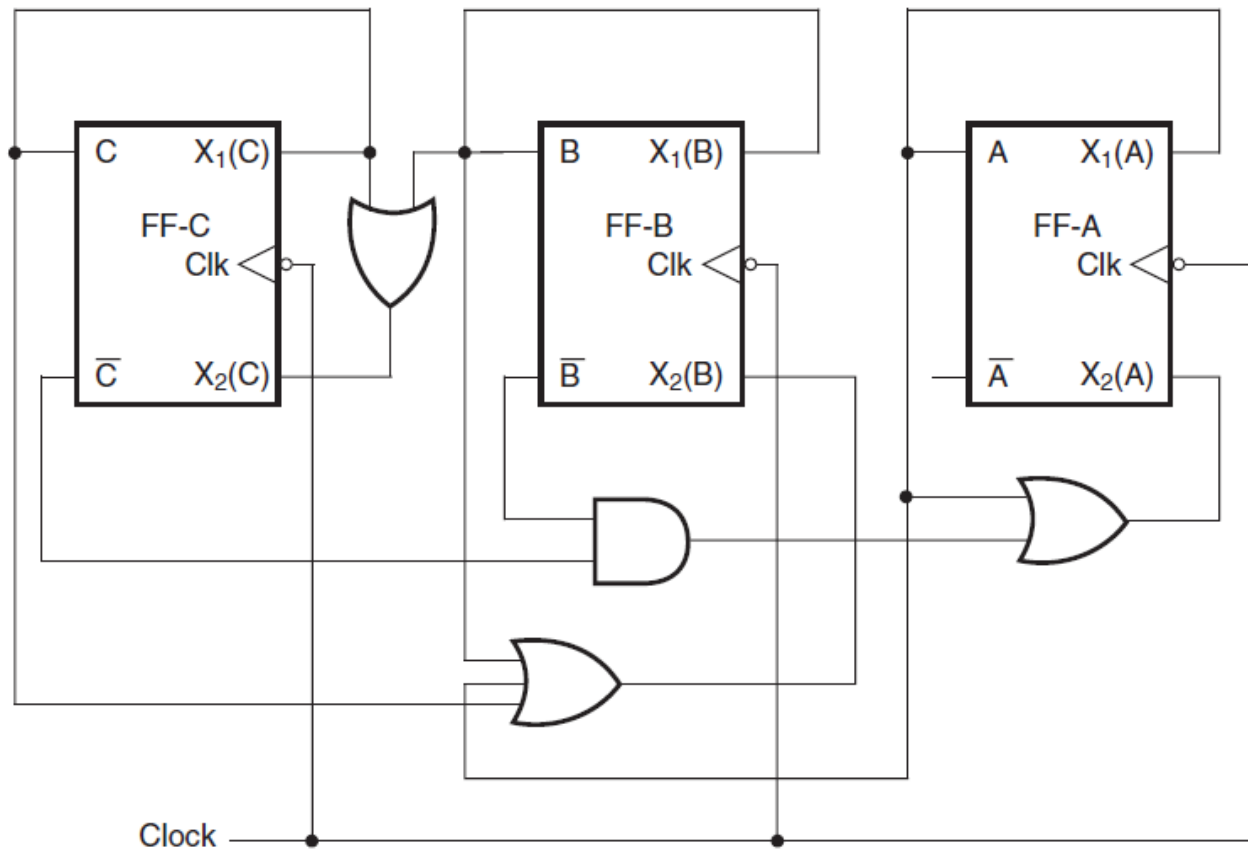 C X₁(C) B X₁(B) A X₁(A)
FF-C FF-B FF-A
Clk Clk Clk
C̅ X₂(C) B̅ X₂(B) A̅ X₂(A)
Clock